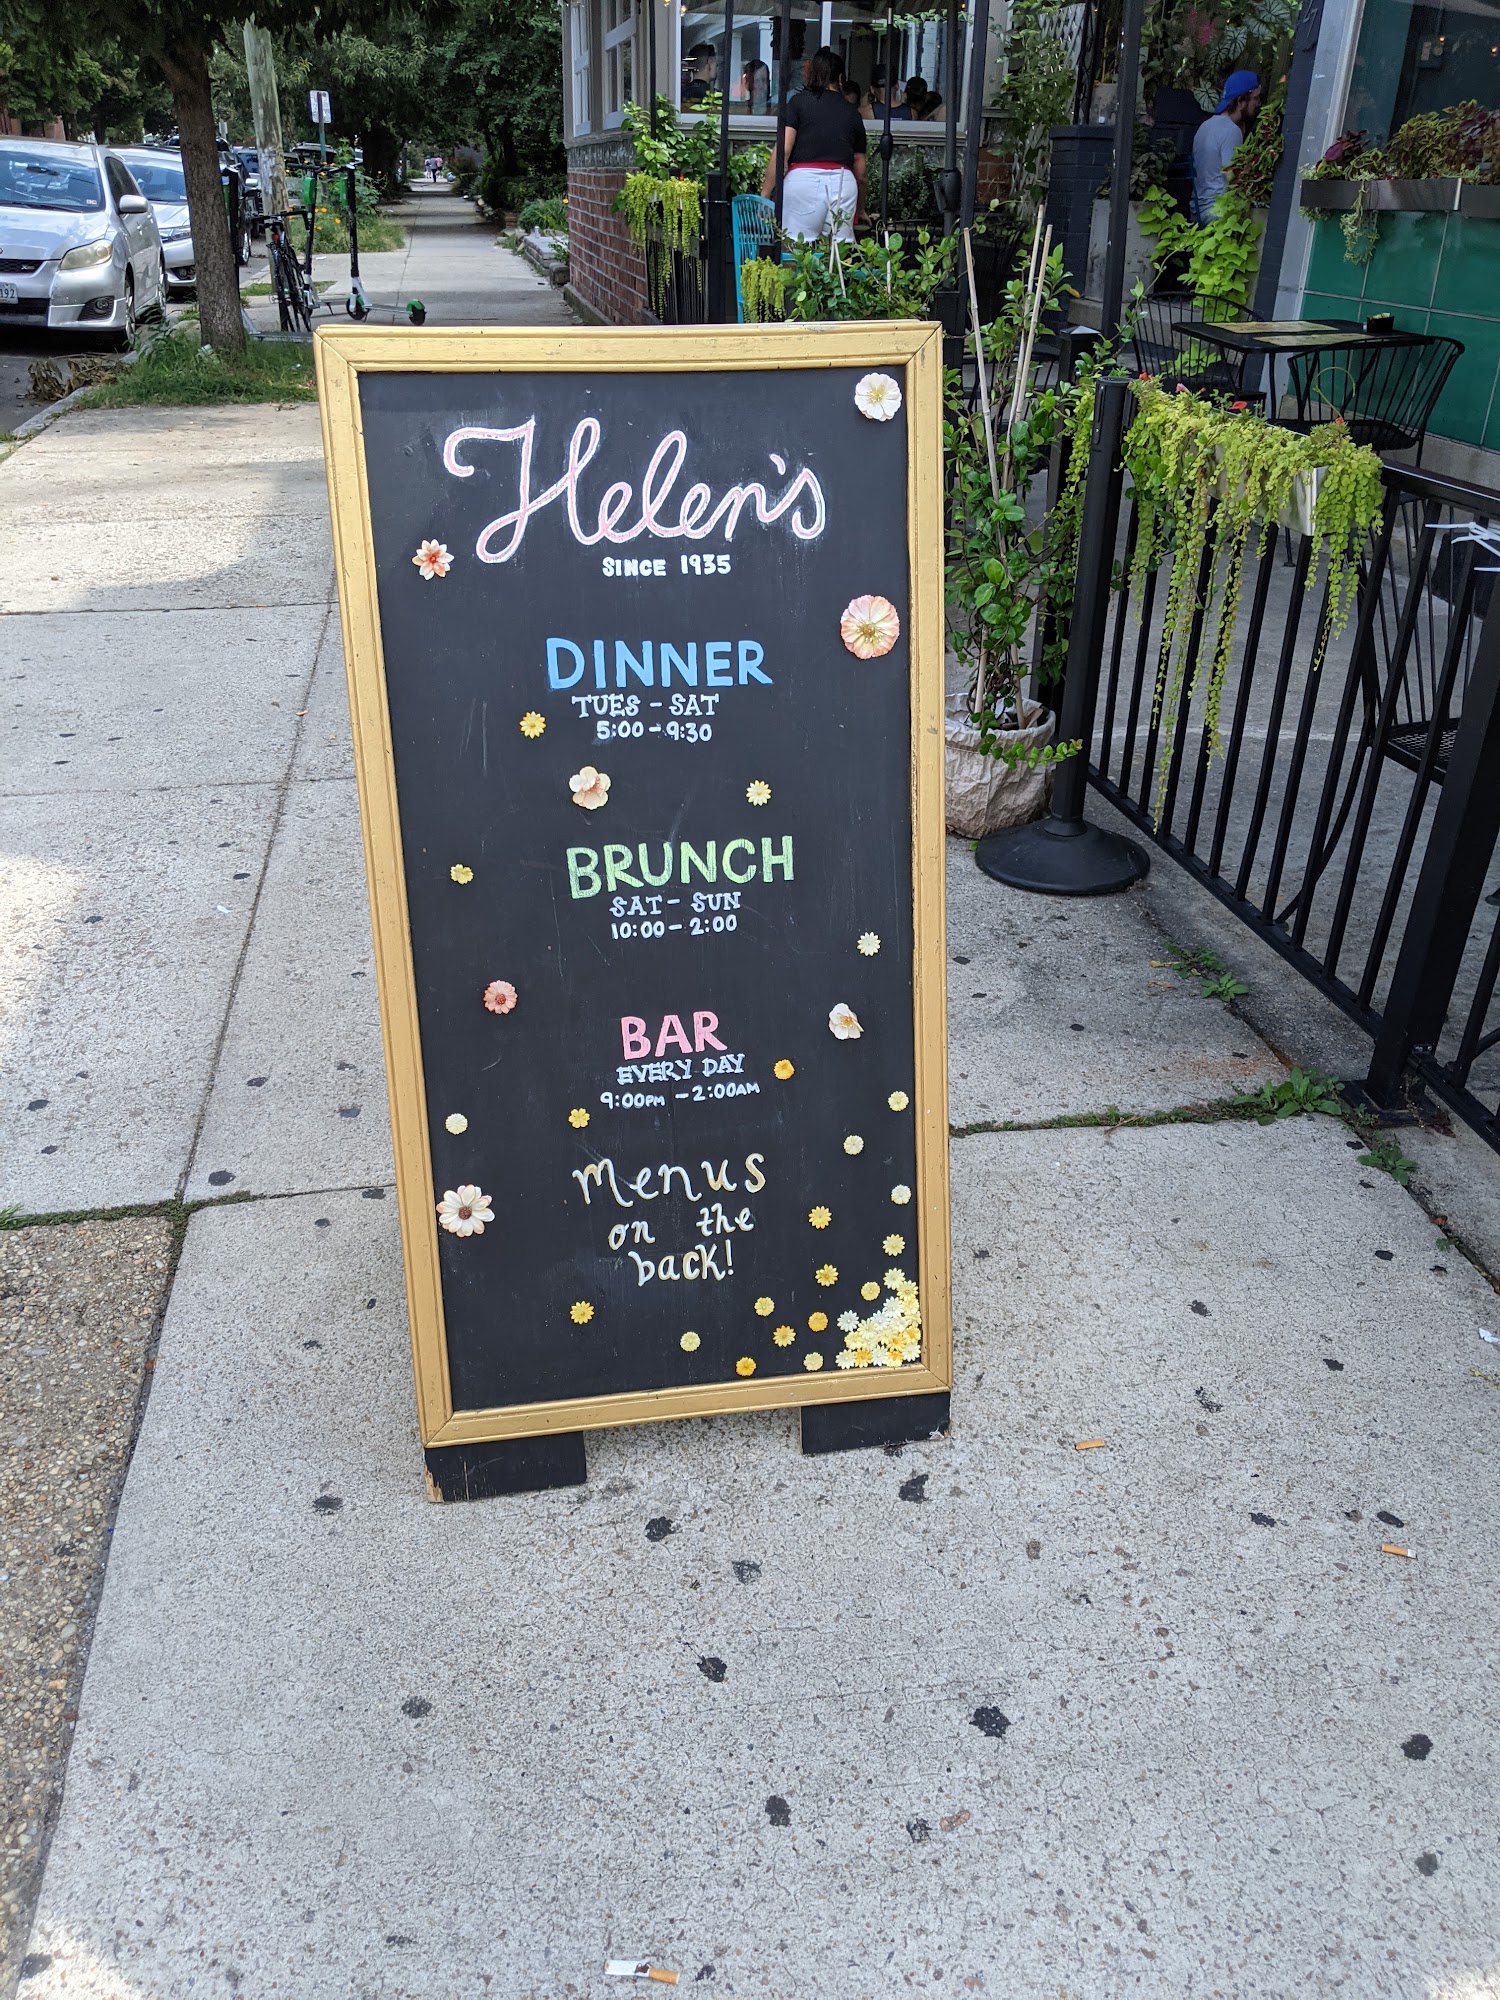 Helen's
SINCE 1935
DINNER
TUES - SAT
5:00 - 9:30
BRUNCH
SAT - SUN
10:00 - 2:00
BAR
EVERY DAY
9:00PM - 2:00AM
Menus
on the
back!